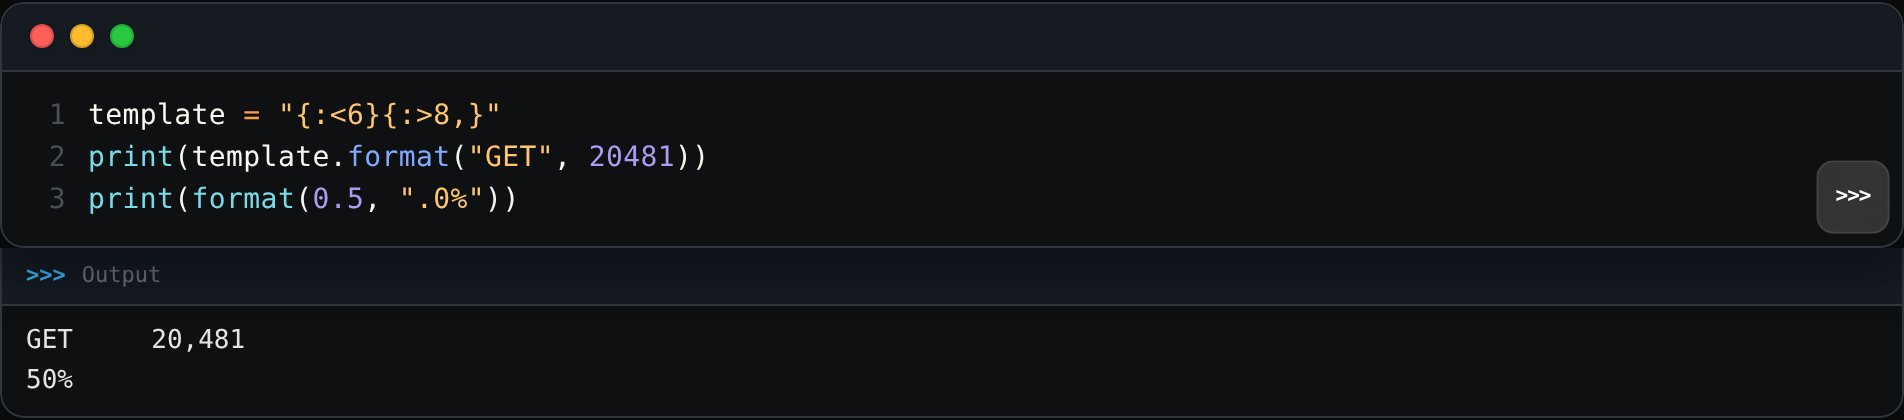 1 template = "{:<6}{:>8,}"
2 print(template.format("GET", 20481))
3 print(format(0.5, ".0%"))
>>>
>>> Output
GET     20,481
50%